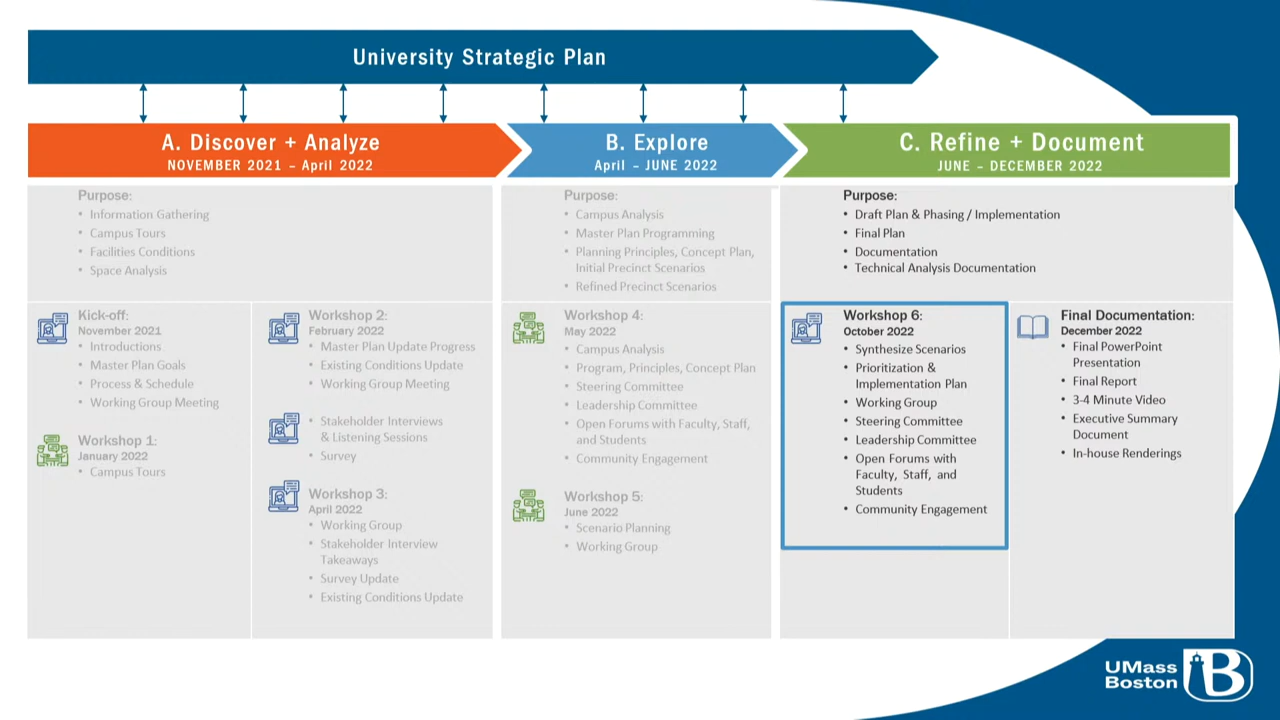 University Strategic Plan
A. Discover + Analyze
NOVEMBER 2021 – April 2022
B. Explore
April – JUNE 2022
C. Refine + Document
JUNE – DECEMBER 2022
Purpose:
• Information Gathering
• Campus Tours
• Facilities Conditions
• Space Analysis
Purpose:
• Campus Analysis
• Master Plan Programming
• Planning Principles, Concept Plan,
Initial Precinct Scenarios
• Refined Precinct Scenarios
Purpose:
• Draft Plan & Phasing / Implementation
• Final Plan
• Documentation
• Technical Analysis Documentation
Kick-off:
November 2021
• Introductions
• Master Plan Goals
• Process & Schedule
• Working Group Meeting
Workshop 1:
January 2022
• Campus Tours
Workshop 2:
February 2022
• Master Plan Update Progress
• Existing Conditions Update
• Working Group Meeting
• Stakeholder Interviews
& Listening Sessions
• Survey
Workshop 3:
April 2022
• Working Group
• Stakeholder Interview
Takeaways
• Survey Update
• Existing Conditions Update
Workshop 4:
May 2022
• Campus Analysis
• Program, Principles, Concept Plan
• Steering Committee
• Leadership Committee
• Open Forums with Faculty, Staff,
and Students
• Community Engagement
Workshop 5:
June 2022
• Scenario Planning
• Working Group
Workshop 6:
October 2022
• Synthesize Scenarios
• Prioritization &
Implementation Plan
• Working Group
• Steering Committee
• Leadership Committee
• Open Forums with
Faculty, Staff, and
Students
• Community Engagement
Final Documentation:
December 2022
• Final PowerPoint
Presentation
• Final Report
• 3-4 Minute Video
• Executive Summary
Document
• In-house Renderings
UMass
Boston
B